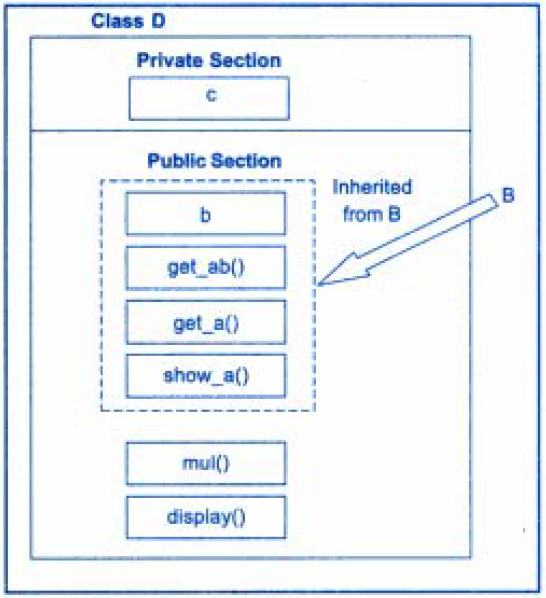 Class D
Private Section
c
Public Section
Inherited
from B
B
b
get_ab()
get_a()
show_a()
mul()
display()